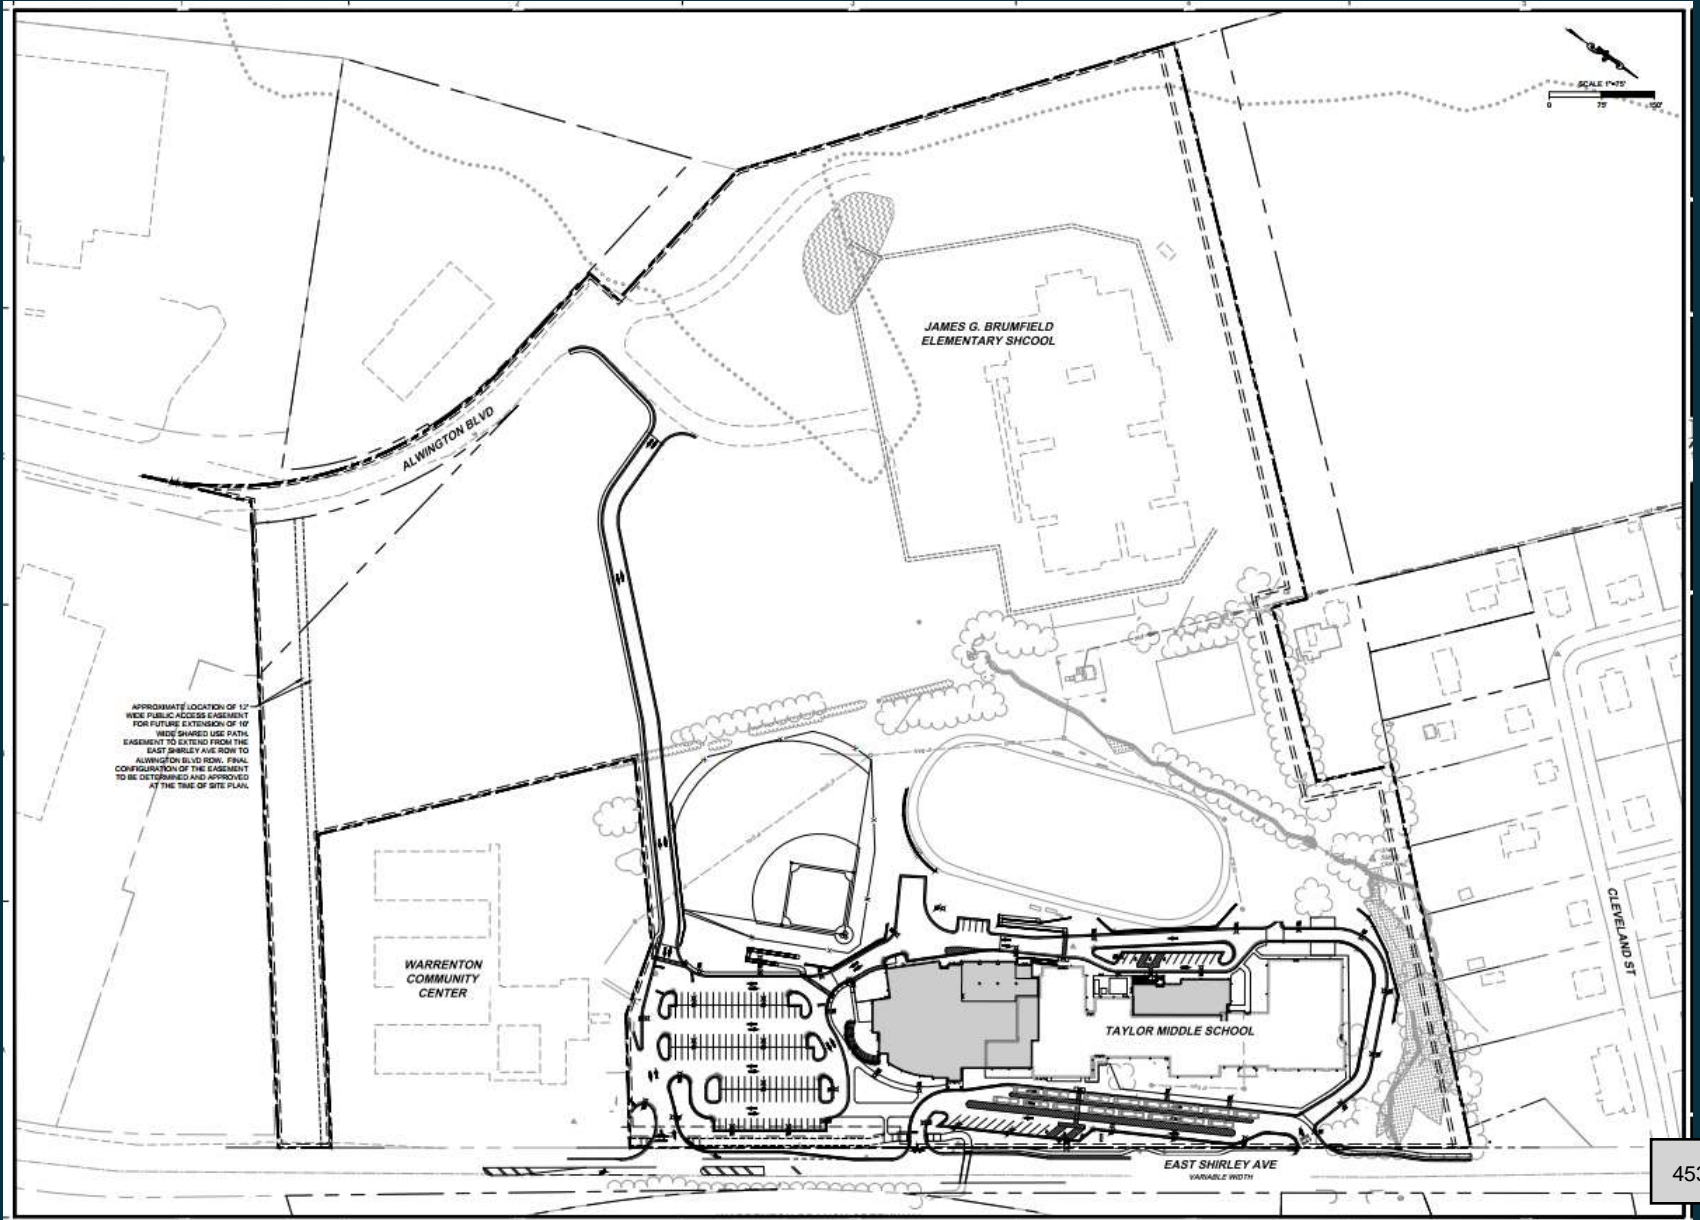 SCALE 1"=75'
0 75' 150'
JAMES G. BRUMFIELD
ELEMENTARY SHCOOL
ALWINGTON BLVD
APPROXIMATE LOCATION OF 12'
WIDE PUBLIC ACCESS EASEMENT
FOR FUTURE EXTENSION OF 10'
WIDE SHARED USE PATH.
EASEMENT TO EXTEND FROM THE
EAST SHIRLEY AVE ROW TO
ALWINGTON BLVD ROW. FINAL
CONFIGURATION OF THE EASEMENT
TO BE DETERMINED AND APPROVED
AT THE TIME OF SITE PLAN.
WARRENTON
COMMUNITY
CENTER
TAYLOR MIDDLE SCHOOL
CLEVELAND ST
EAST SHIRLEY AVE
VARIABLE WIDTH
453